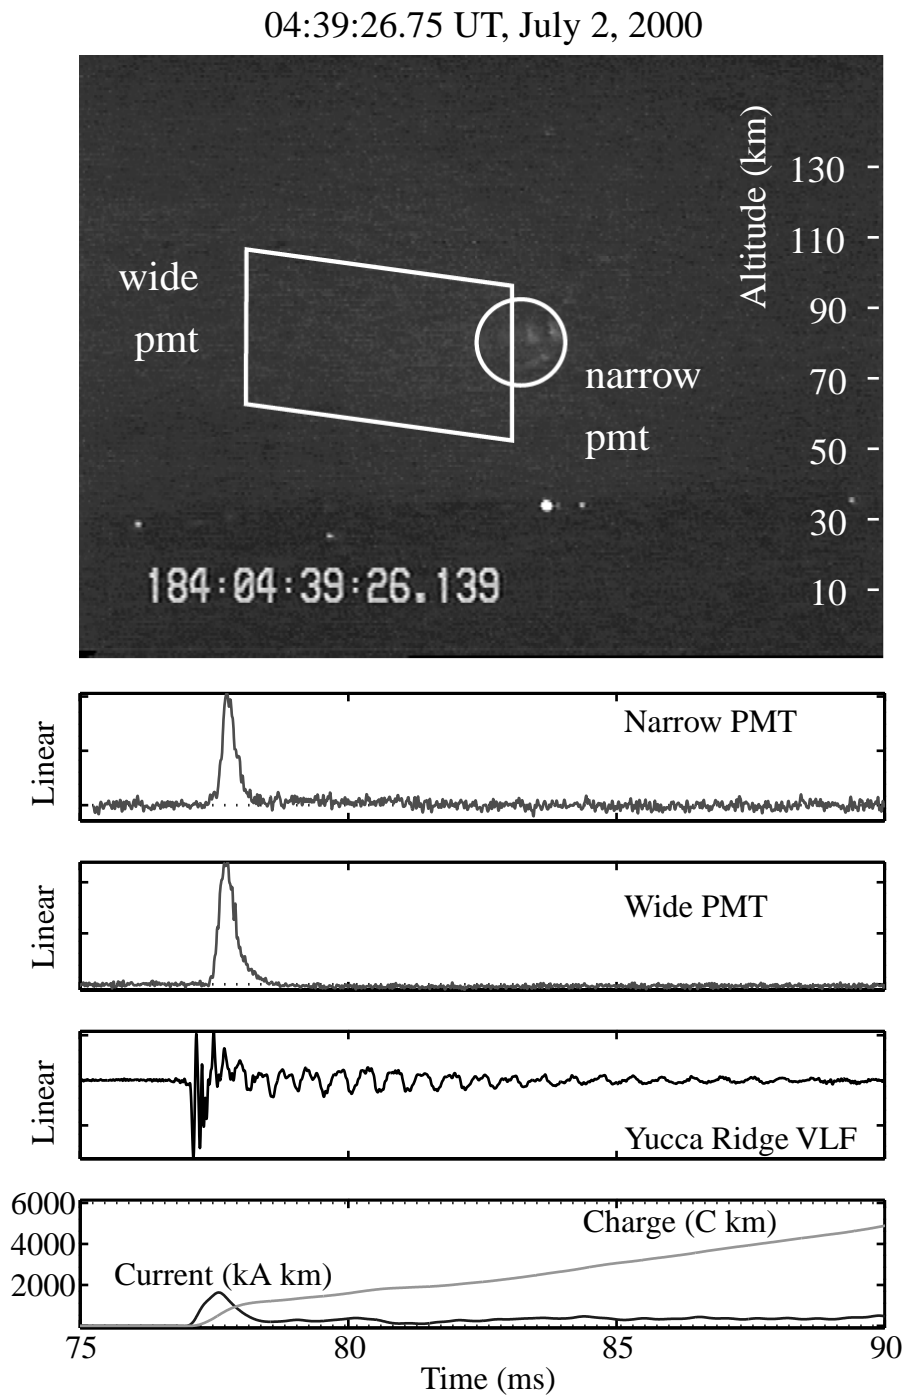 04:39:26.75 UT, July 2, 2000
Altitude (km)
130
110
90
70
50
30
10
wide
pmt
narrow
pmt
184:04:39:26.139
Linear
Narrow PMT
Linear
Wide PMT
Linear
Yucca Ridge VLF
6000
4000
2000
Charge (C km)
Current (kA km)
75
80
85
90
Time (ms)